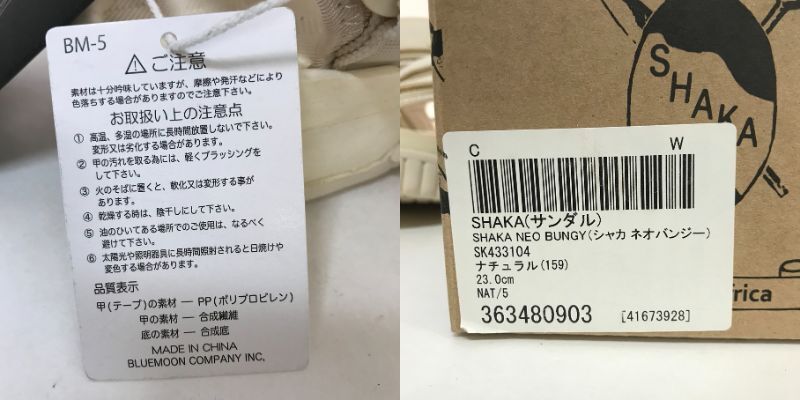 BM-5
⚠ ご注意
素材は十分吟味していますが、摩擦や発汗などにより
色落ちする場合がありますのでご注意下さい。
お取扱い上の注意点
① 高温、多湿の場所に長時間放置しないで下さい。
変形又は劣化する場合があります。
② 甲の汚れを取る為には、軽くブラッシングを
して下さい。
③ 火のそばに置くと、軟化又は変形する事が
あります。
④ 乾燥する時は、陰干しにして下さい。
⑤ 油のひいてある場所でのご使用は、なるべく
避けて下さい。
⑥ 太陽光や照明器具に長時間照射されると日焼けや
変色する場合があります。
品質表示
甲(テープ)の素材 ― PP(ポリプロピレン)
甲の素材 ― 合成繊維
底の素材 ― 合成底
MADE IN CHINA
BLUEMOON COMPANY INC.
SHAKA
C W
SHAKA(サンダル)
SHAKA NEO BUNGY(シャカ ネオバンジー)
SK433104
ナチュラル(159)
23.0cm
NAT/5
363480903 [41673928]
frica